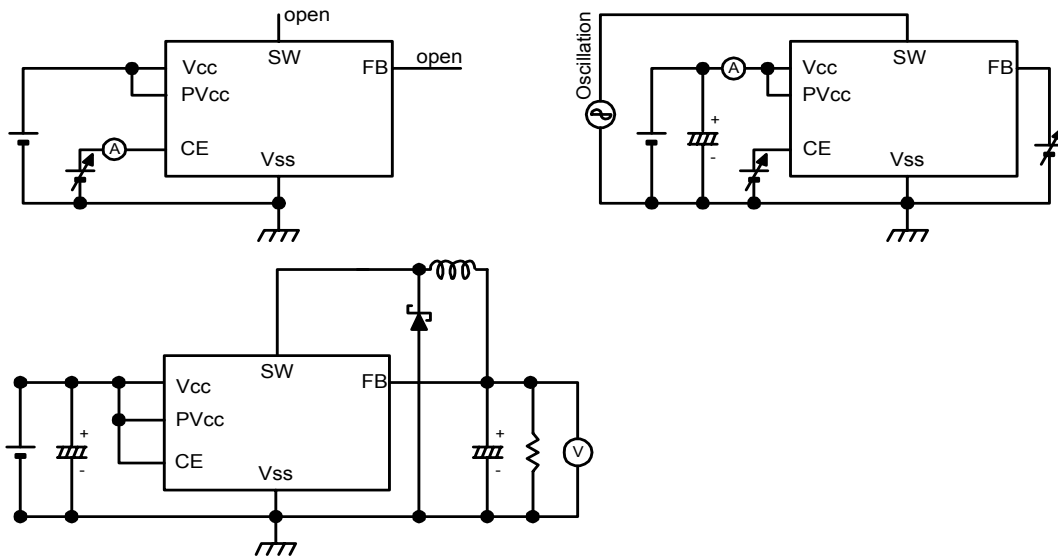 open
SW
Vcc
FB
open
PVcc
A
CE
Vss
Oscillation
SW
A
Vcc
FB
PVcc
+
-
CE
Vss
SW
Vcc
FB
PVcc
+
-
CE
Vss
+
-
V